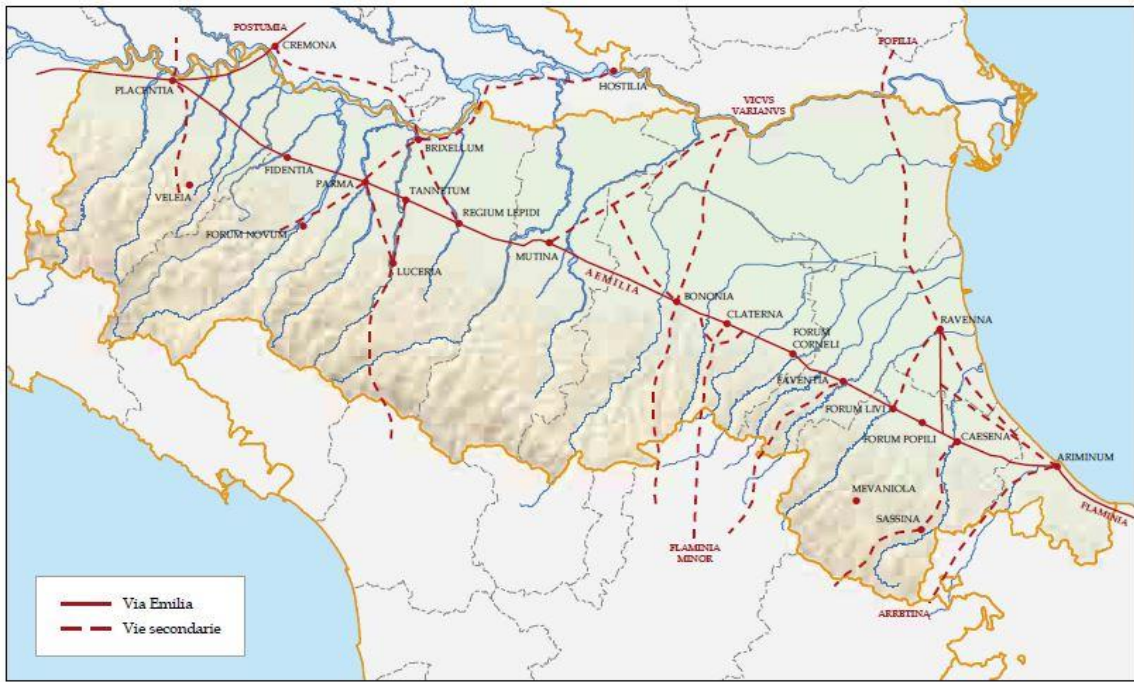 POSTUMIA
CREMONA
POPILIA
PLACENTIA
HOSTILIA
VICUS
VARIANUS
BRIXELLUM
FIDENTIA
PARMA
TANNETUM
VELEIA
REGIUM LEPIDI
FORUM NOVUM
MUTINA
LUCERIA
AEMILIA
BONONIA
CLATERNA
RAVENNA
FORUM
CORNELI
FAVENTIA
FORUM LIVI
FORUM POPILI
CAESENA
ARIMINUM
MEVANIOLA
FLAMINIA
SASSINA
FLAMINIA
MINOR
ARRETINA
Via Emilia
Vie secondarie